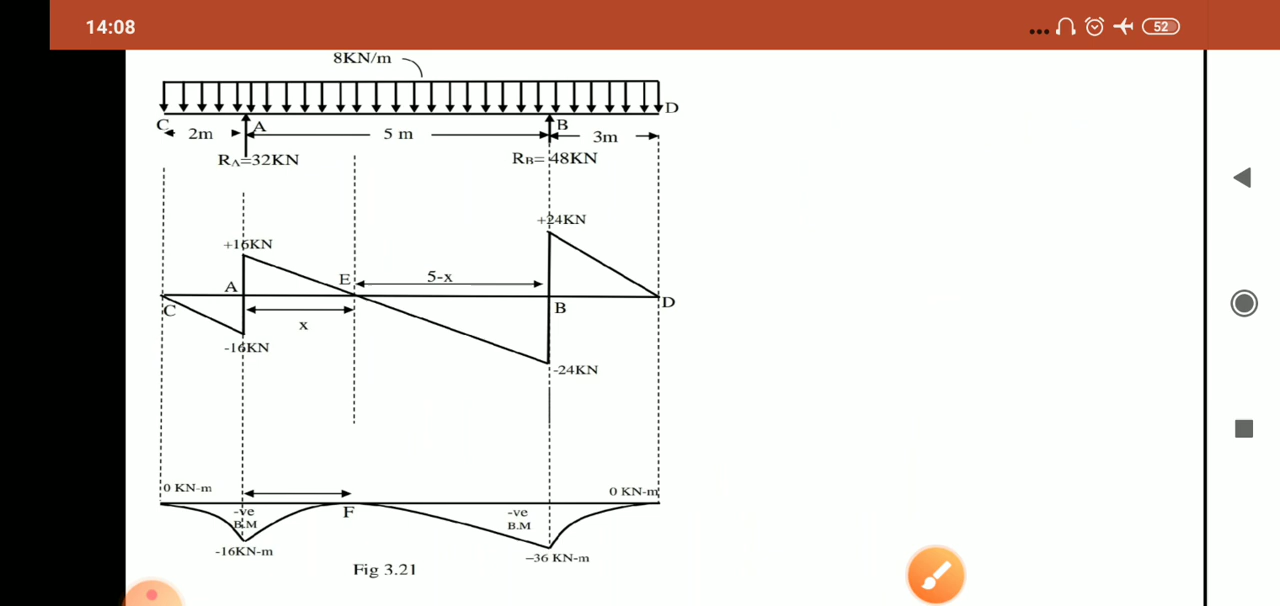 14:08
52
8KN/m
C
A
B
D
2m
5 m
3m
RA=32KN
RB= 48KN
+24KN
+16KN
A
E
5-x
C
x
B
D
-16KN
-24KN
0 KN-m
0 KN-m
-ve
B.M
F
-ve
B.M
-16KN-m
-36 KN-m
Fig 3.21